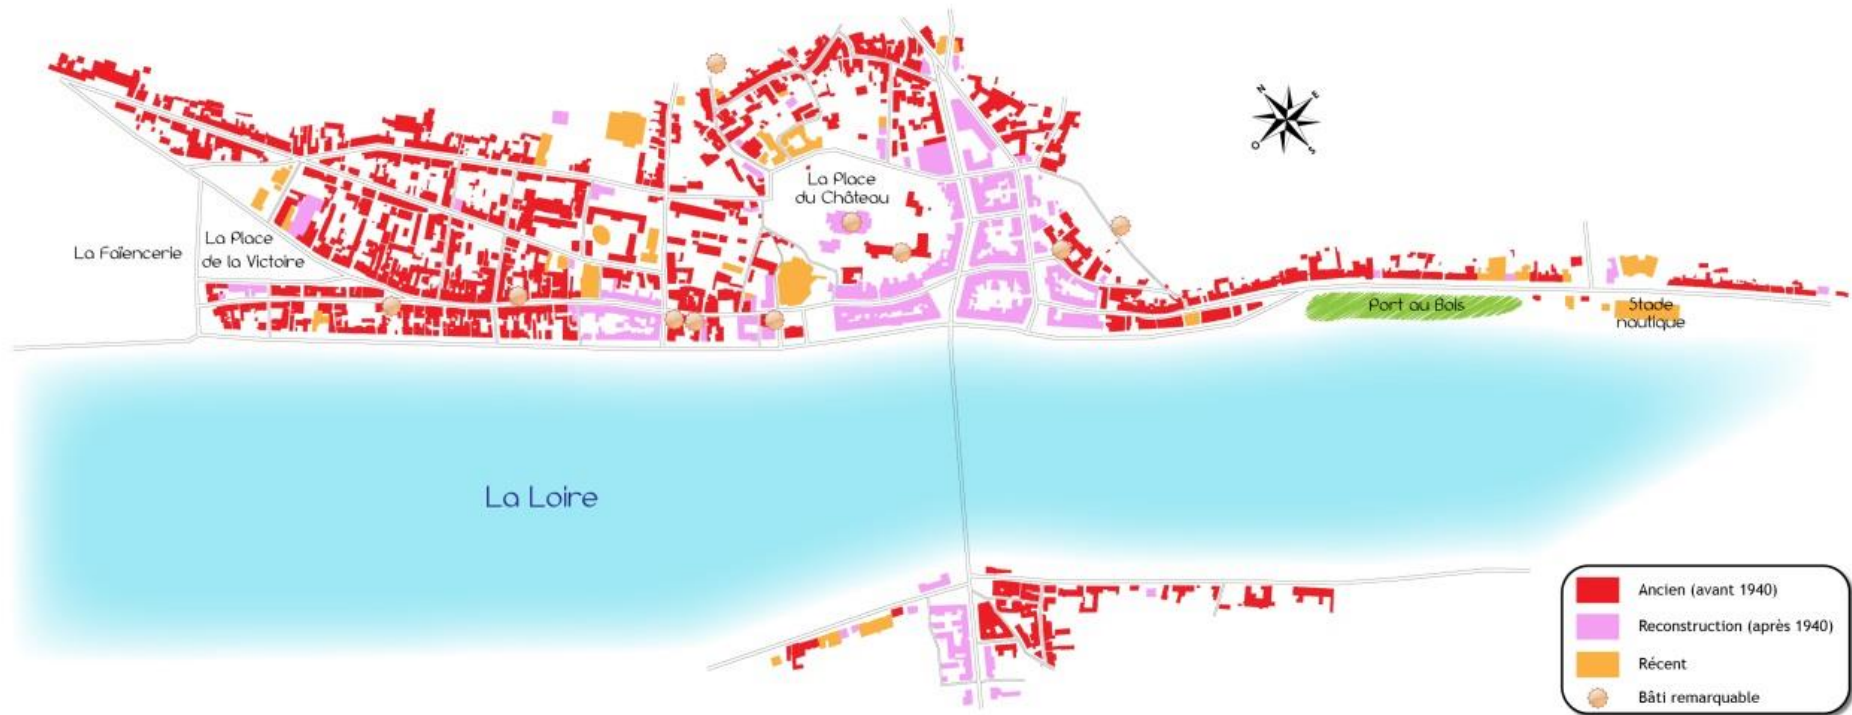 N
E
O
S
La Place
du Château
La Faïencerie
La Place
de la Victoire
Port au Bois
Stade
nautique
La Loire
Ancien (avant 1940)
Reconstruction (après 1940)
Récent
Bâti remarquable